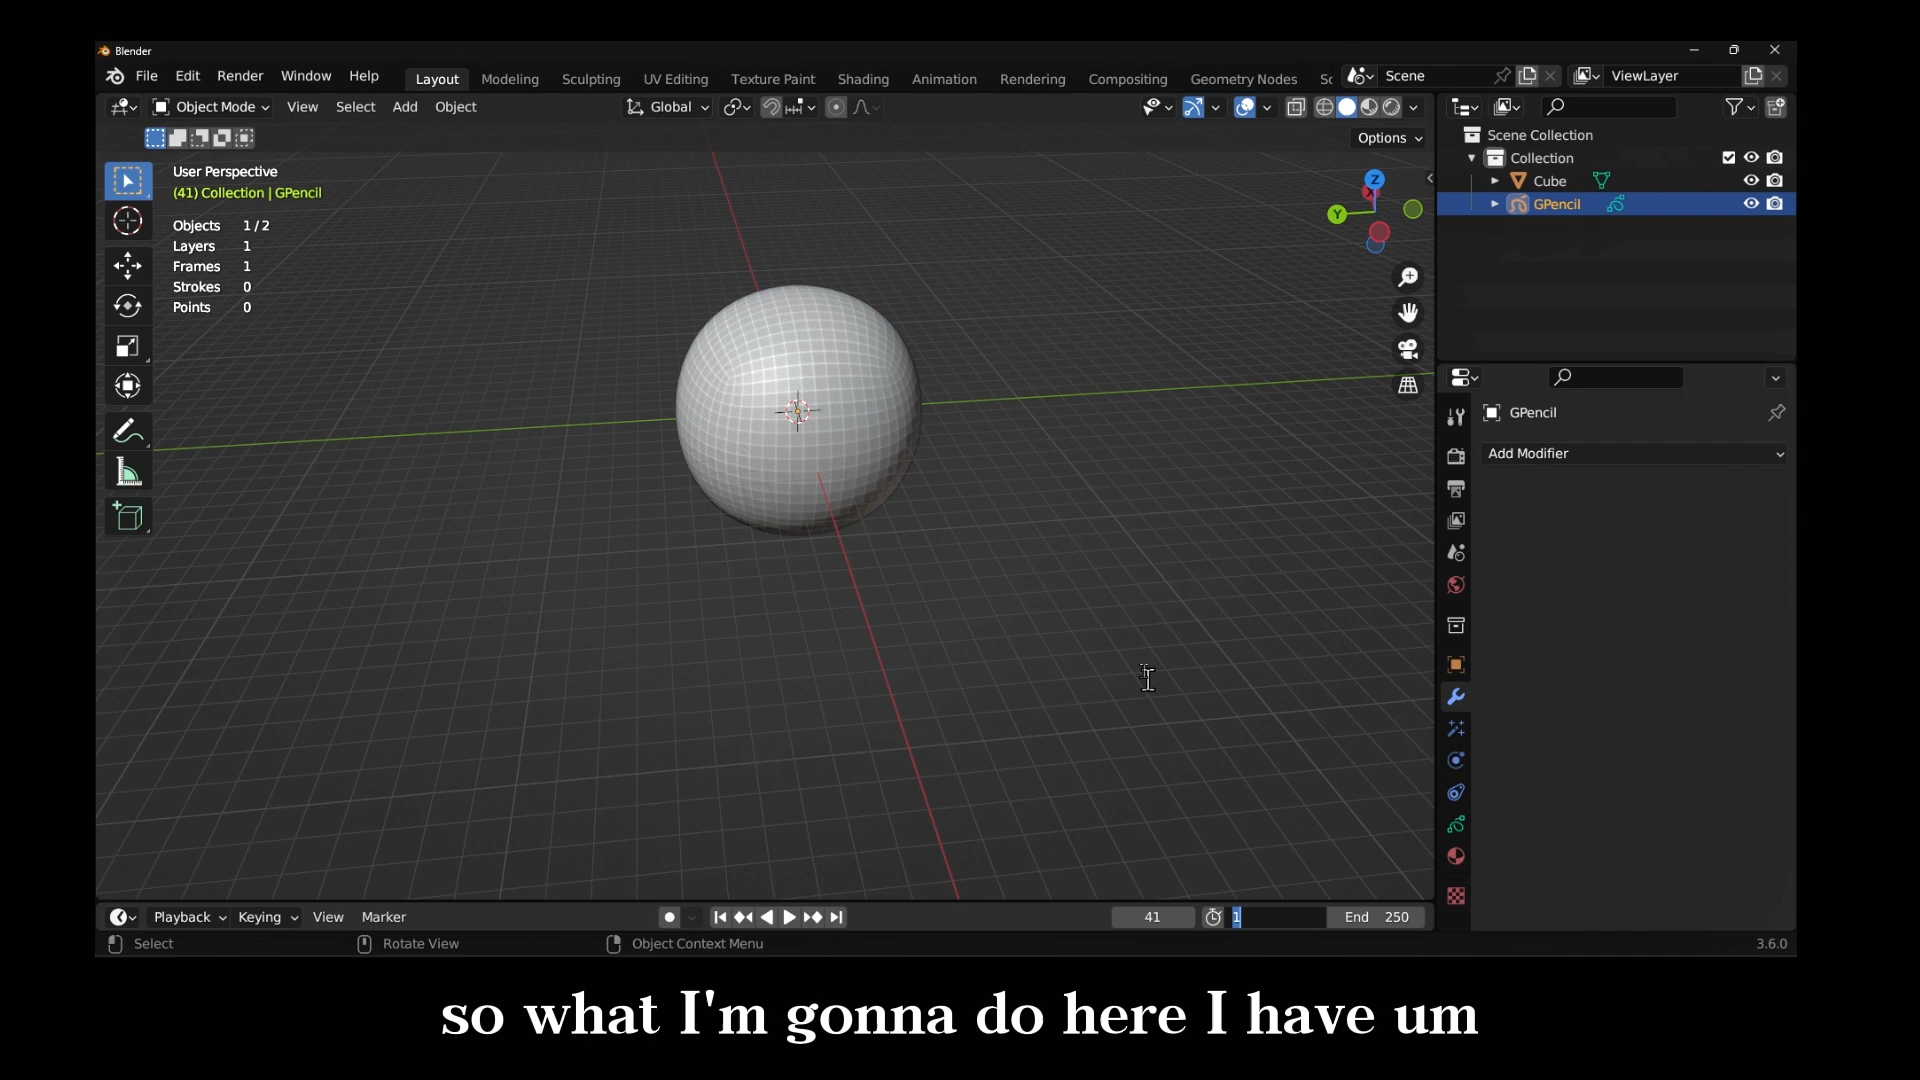 Blender
File Edit Render Window Help Layout Modeling Sculpting UV Editing Texture Paint Shading Animation Rendering Compositing Geometry Nodes Sc Scene ViewLayer
Object Mode View Select Add Object Global
Options
Scene Collection
Collection
Cube
GPencil
User Perspective
(41) Collection | GPencil
Objects 1/2
Layers 1
Frames 1
Strokes 0
Points 0
Z
X
Y
GPencil
Add Modifier
Playback Keying View Marker 41 1 End 250
Select Rotate View Object Context Menu 3.6.0
so what I'm gonna do here I have um